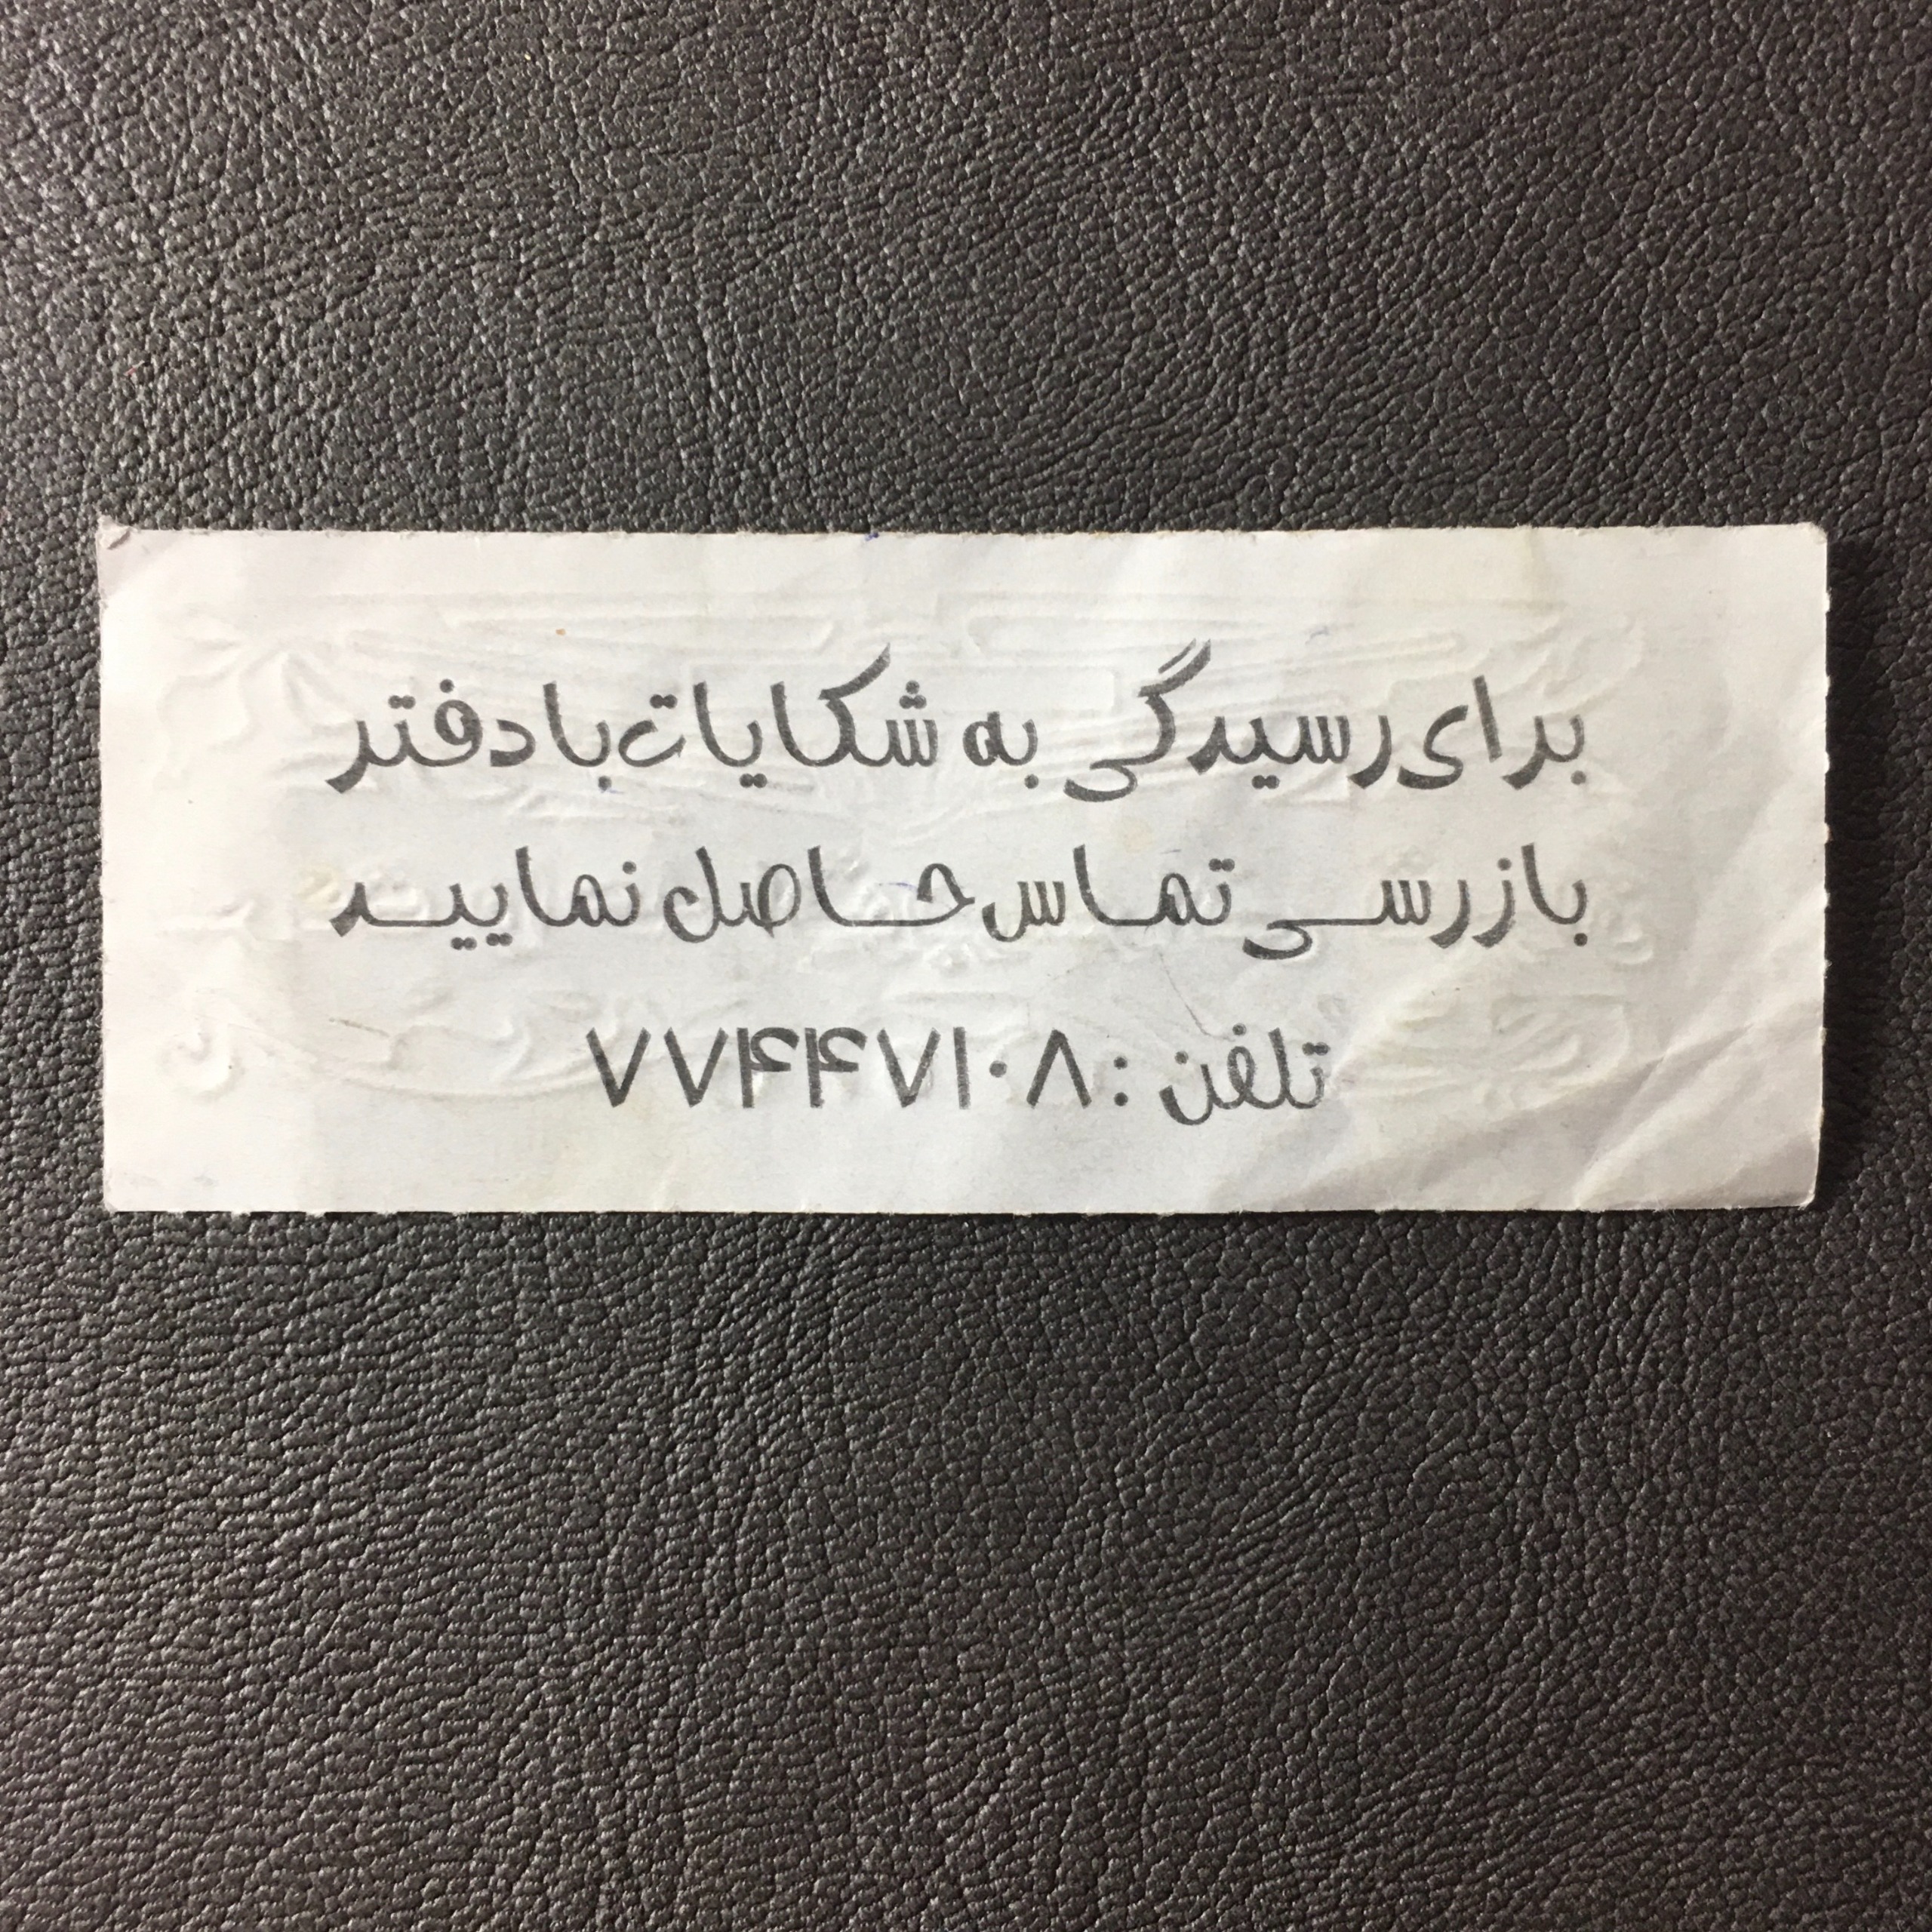 برای رسیدگی به شکایات با دفتر
بازرسی تماس حاصل نمایید
تلفن : ۷۷۴۴۷۱۰۸